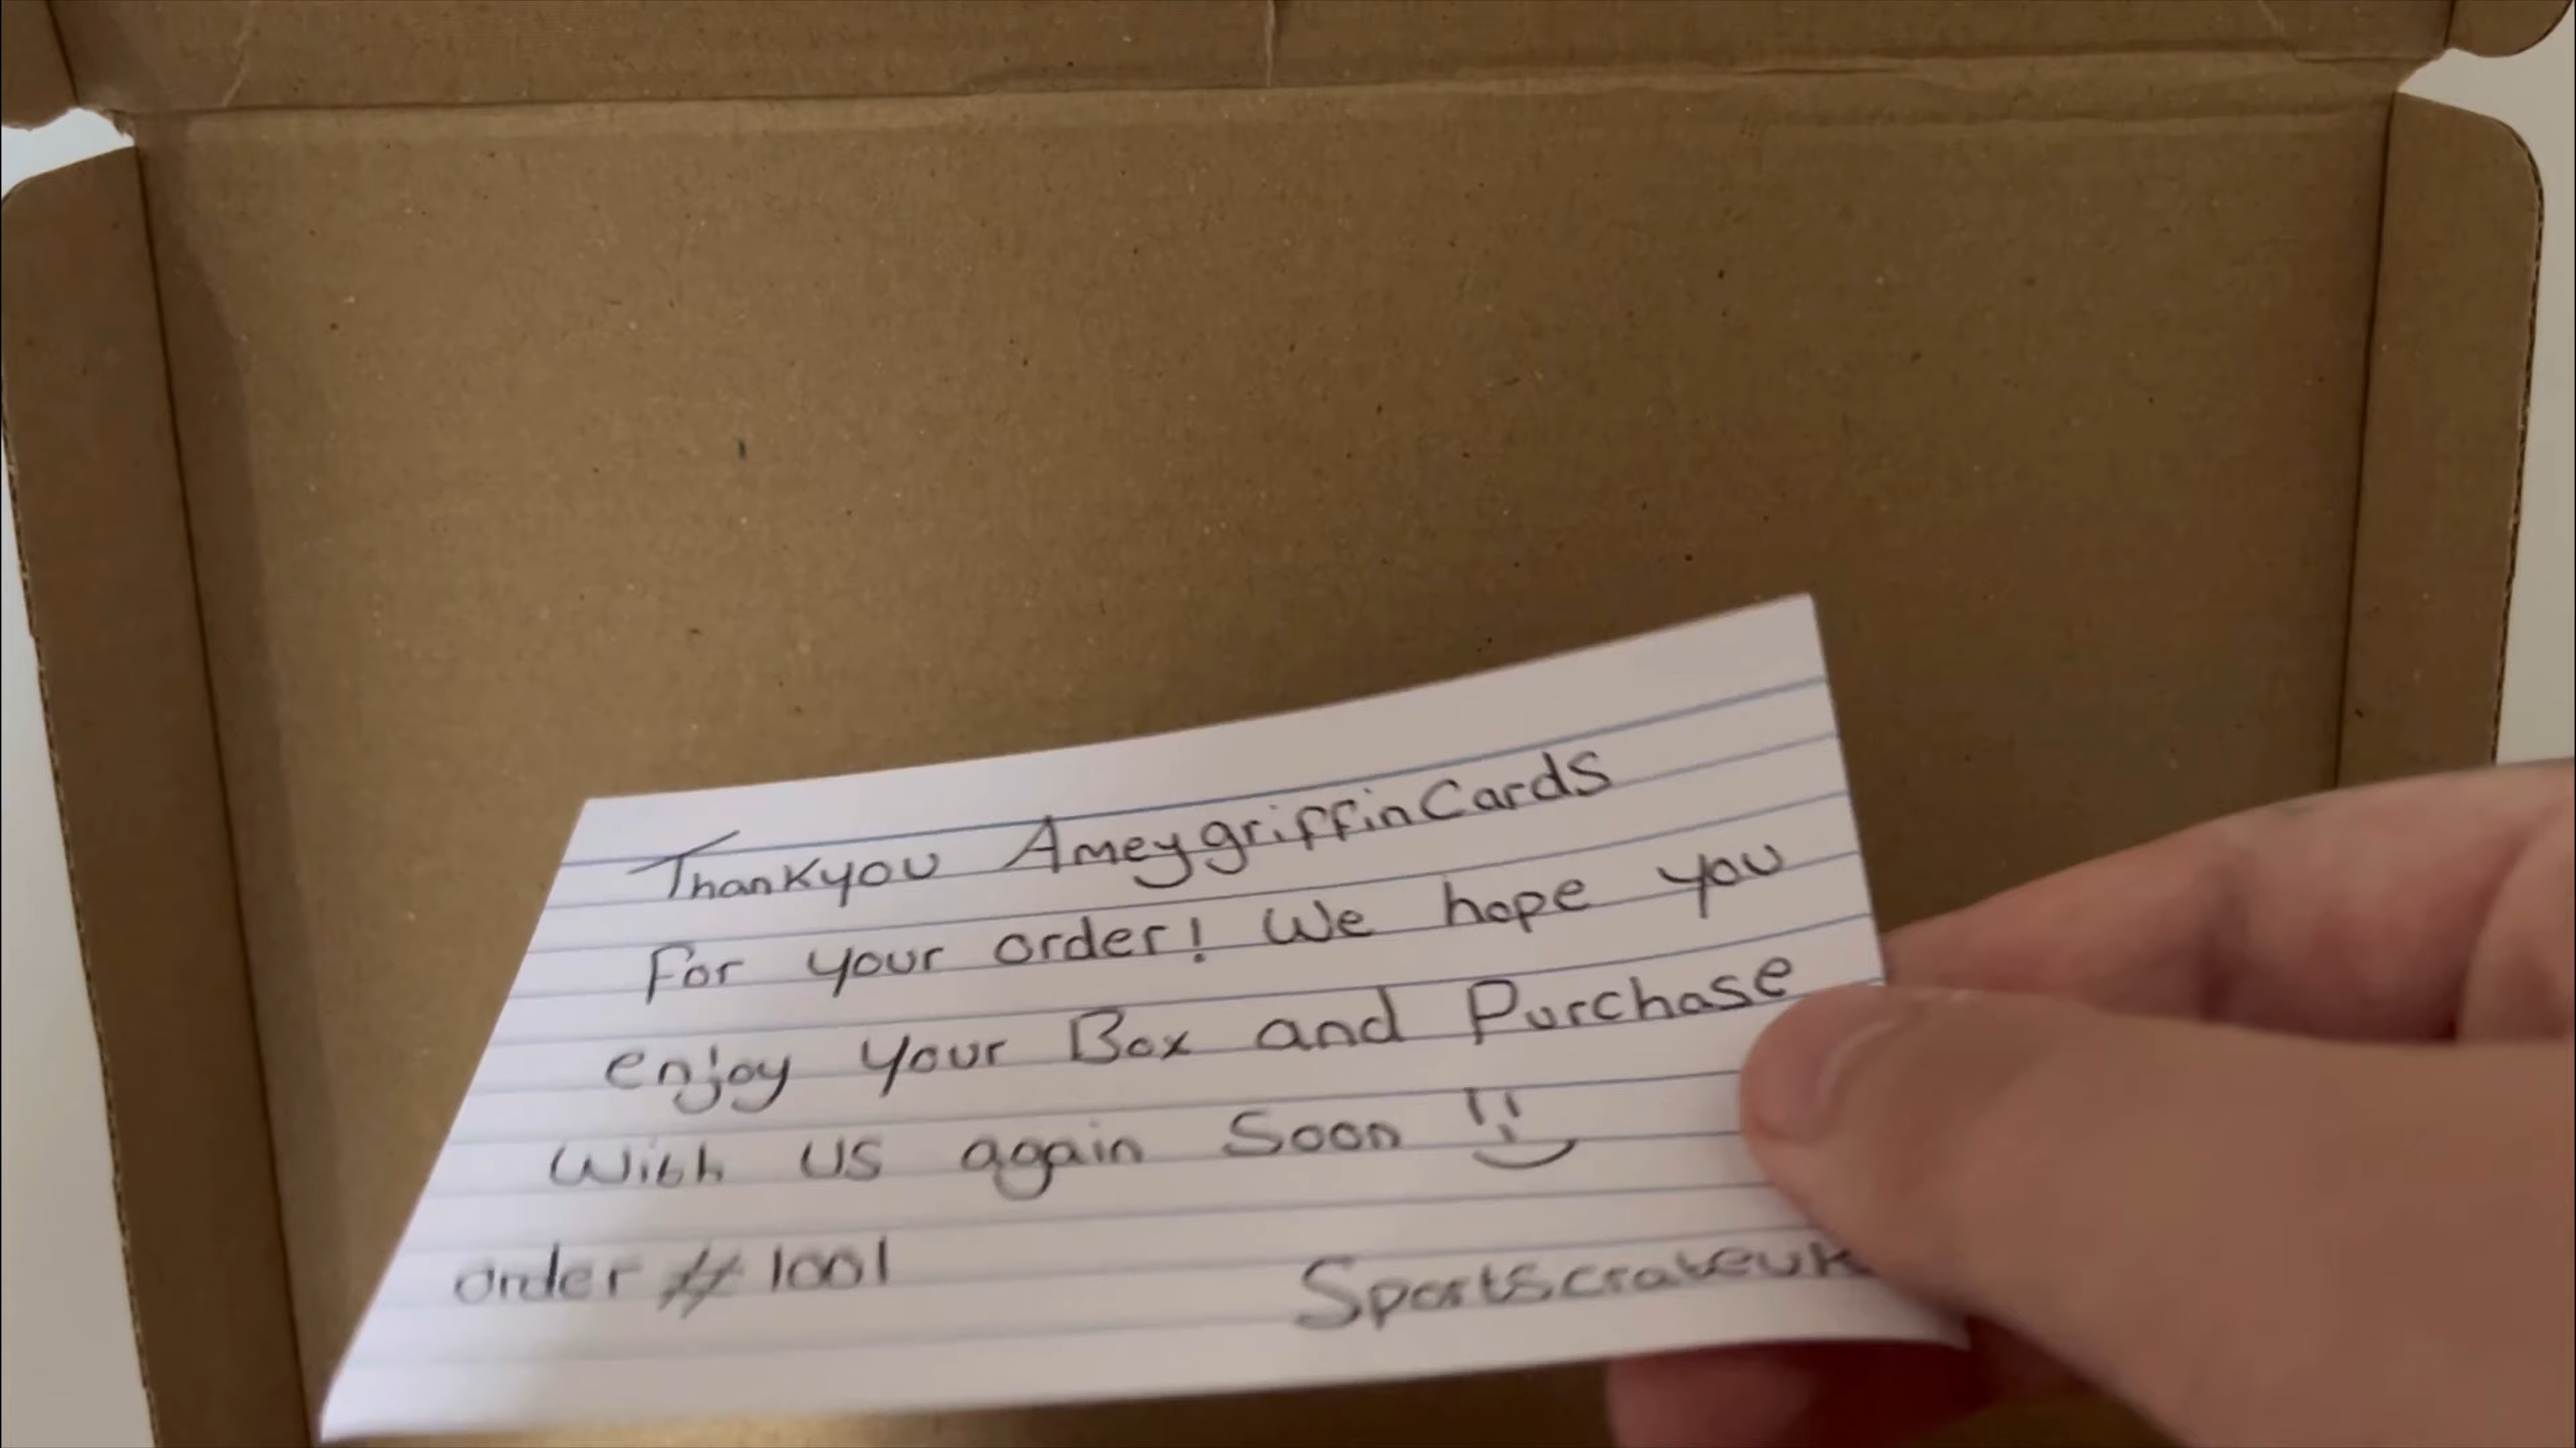 Thankyou AmeygriffinCards
For your order! We hope you
enjoy your Box and Purchase
With us again Soon
order #1001
Sportscrateuk